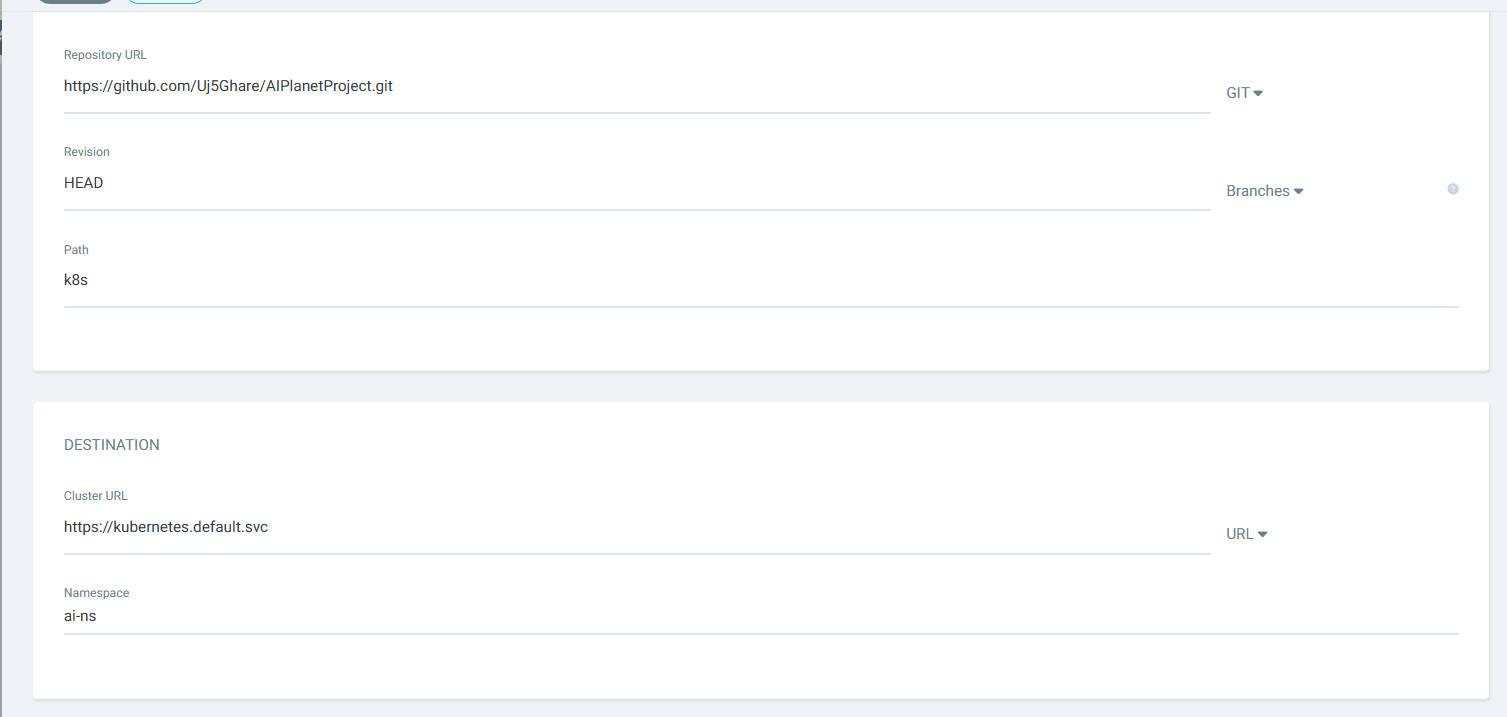 Repository URL
https://github.com/Uj5Ghare/AIPlanetProject.git
GIT
Revision
HEAD
Branches
?
Path
k8s
DESTINATION
Cluster URL
https://kubernetes.default.svc
URL
Namespace
ai-ns